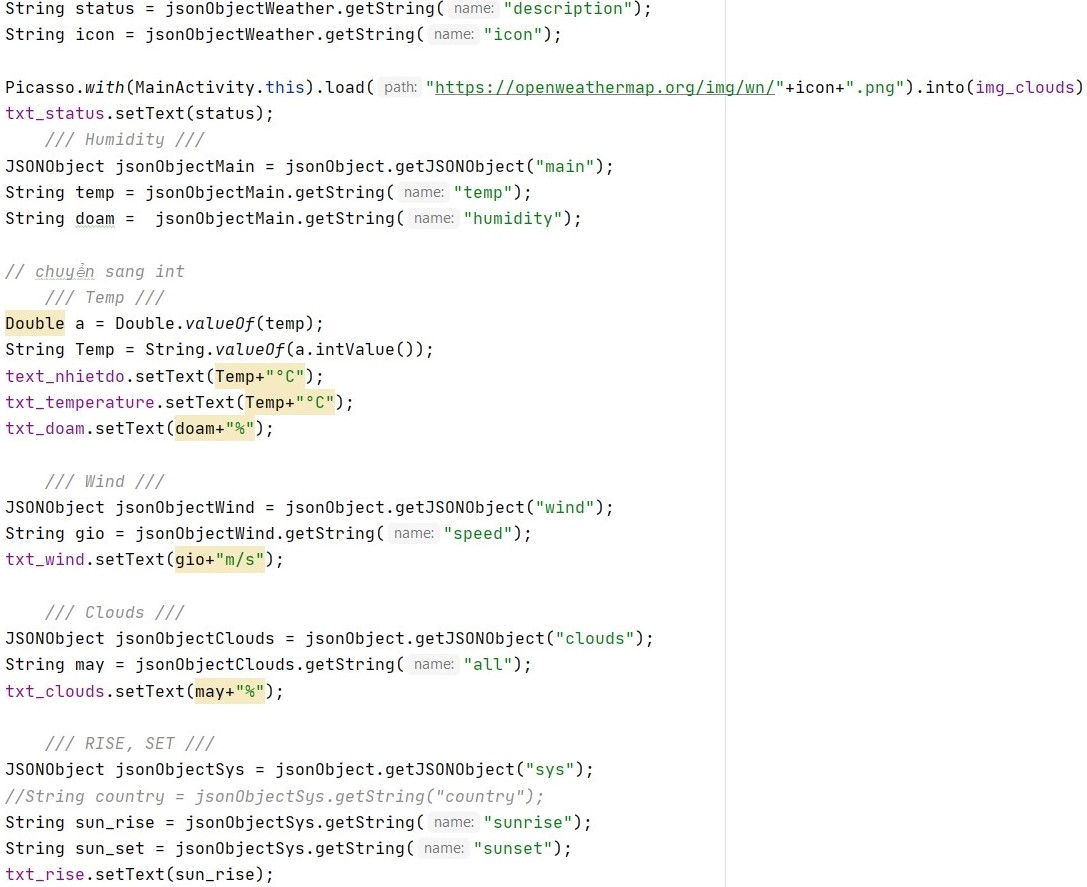 String status = jsonObjectWeather.getString( name: "description");
String icon = jsonObjectWeather.getString( name: "icon");
Picasso.with(MainActivity.this).load( path: "https://openweathermap.org/img/wn/"+icon+".png").into(img_clouds)
txt_status.setText(status);
/// Humidity ///
JSONObject jsonObjectMain = jsonObject.getJSONObject("main");
String temp = jsonObjectMain.getString( name: "temp");
String doam =  jsonObjectMain.getString( name: "humidity");
// chuyển sang int
/// Temp ///
Double a = Double.valueOf(temp);
String Temp = String.valueOf(a.intValue());
text_nhietdo.setText(Temp+"°C");
txt_temperature.setText(Temp+"°C");
txt_doam.setText(doam+"%");
/// Wind ///
JSONObject jsonObjectWind = jsonObject.getJSONObject("wind");
String gio = jsonObjectWind.getString( name: "speed");
txt_wind.setText(gio+"m/s");
/// Clouds ///
JSONObject jsonObjectClouds = jsonObject.getJSONObject("clouds");
String may = jsonObjectClouds.getString( name: "all");
txt_clouds.setText(may+"%");
/// RISE, SET ///
JSONObject jsonObjectSys = jsonObject.getJSONObject("sys");
//String country = jsonObjectSys.getString("country");
String sun_rise = jsonObjectSys.getString( name: "sunrise");
String sun_set = jsonObjectSys.getString( name: "sunset");
txt_rise.setText(sun_rise);